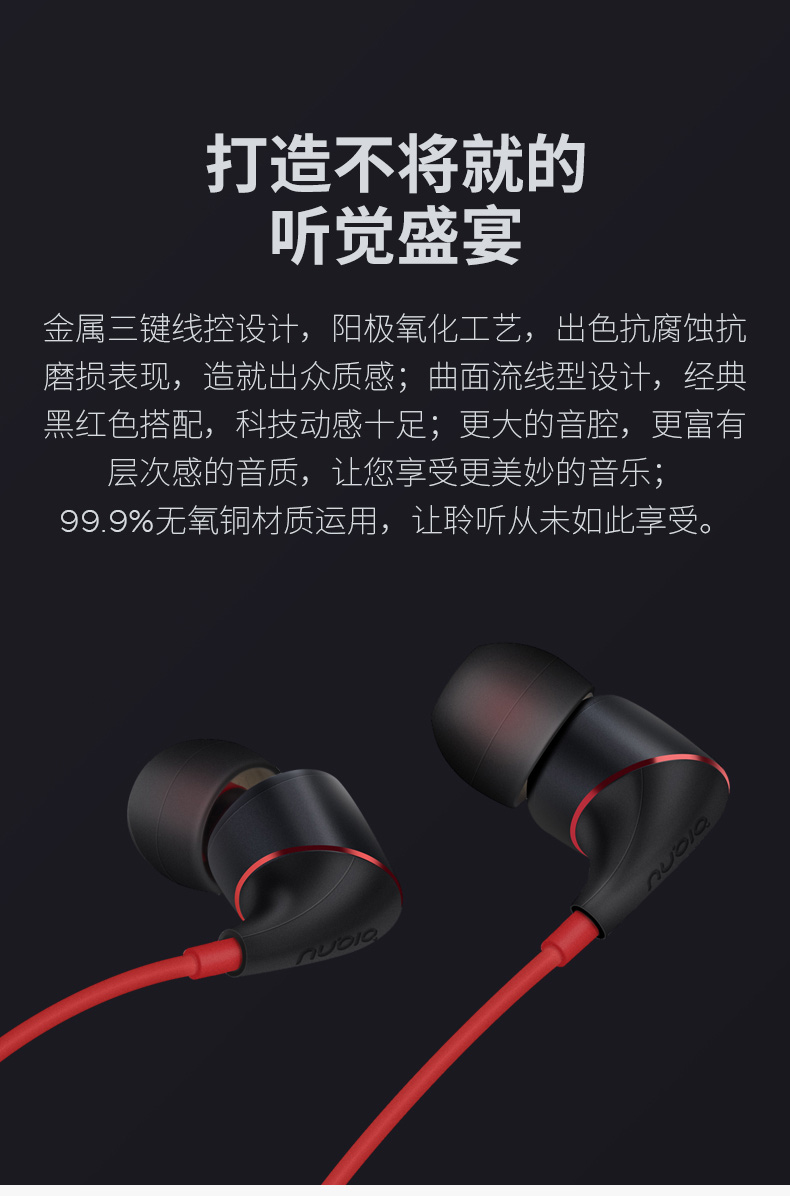 打造不将就的
听觉盛宴
金属三键线控设计，阳极氧化工艺，出色抗腐蚀抗
磨损表现，造就出众质感；曲面流线型设计，经典
黑红色搭配，科技动感十足；更大的音腔，更富有
层次感的音质，让您享受更美妙的音乐；
99.9%无氧铜材质运用，让聆听从未如此享受。
nubia
nubia